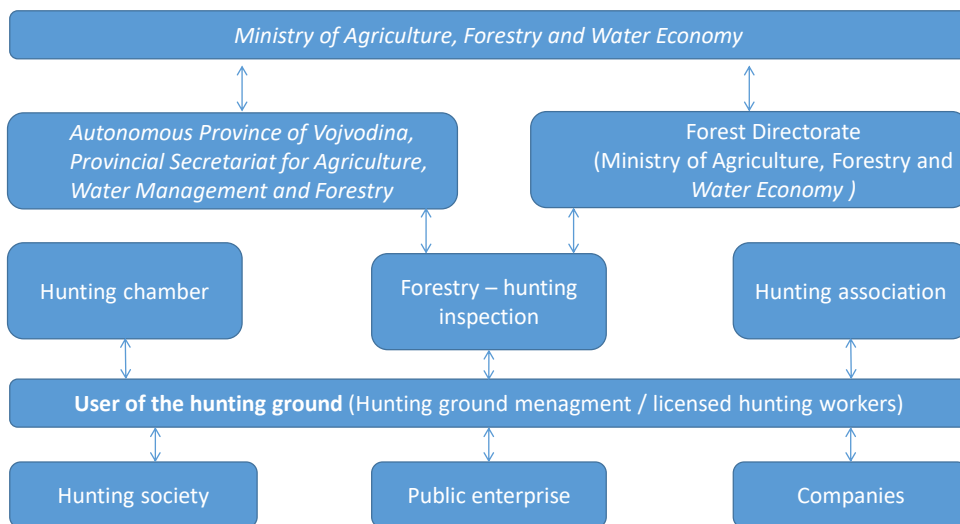 Ministry of Agriculture, Forestry and Water Economy
Autonomous Province of Vojvodina,
Provincial Secretariat for Agriculture,
Water Management and Forestry
Forest Directorate
(Ministry of Agriculture, Forestry and
Water Economy )
Hunting chamber
Forestry – hunting
inspection
Hunting association
User of the hunting ground (Hunting ground menagment / licensed hunting workers)
Hunting society
Public enterprise
Companies